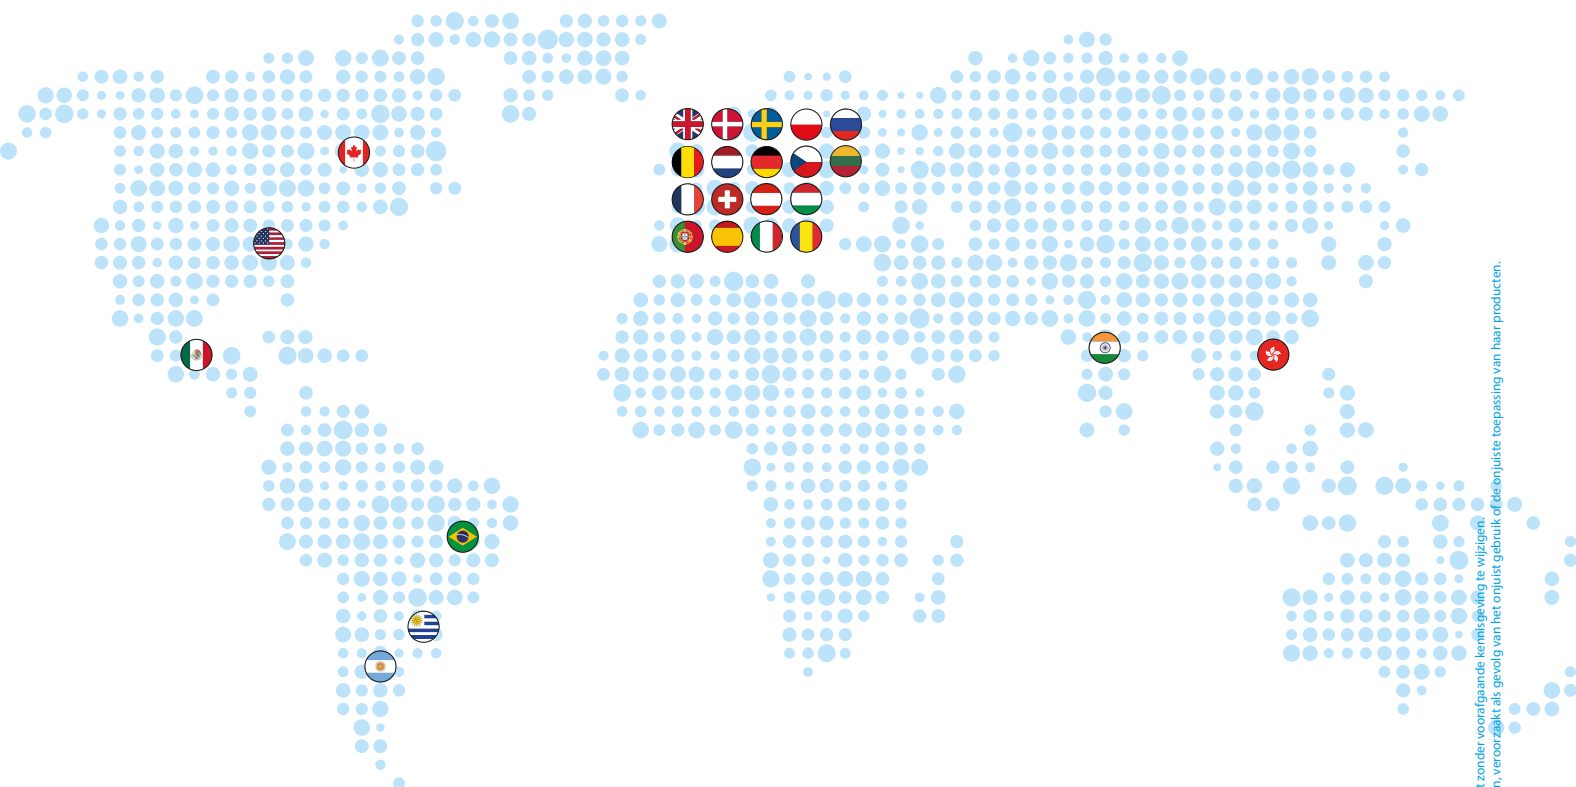 t zonder voorafgaande kennisgeving te wijzigen.
n, veroorzaakt als gevolg van het onjuist gebruik of de onjuiste toepassing van haar producten.